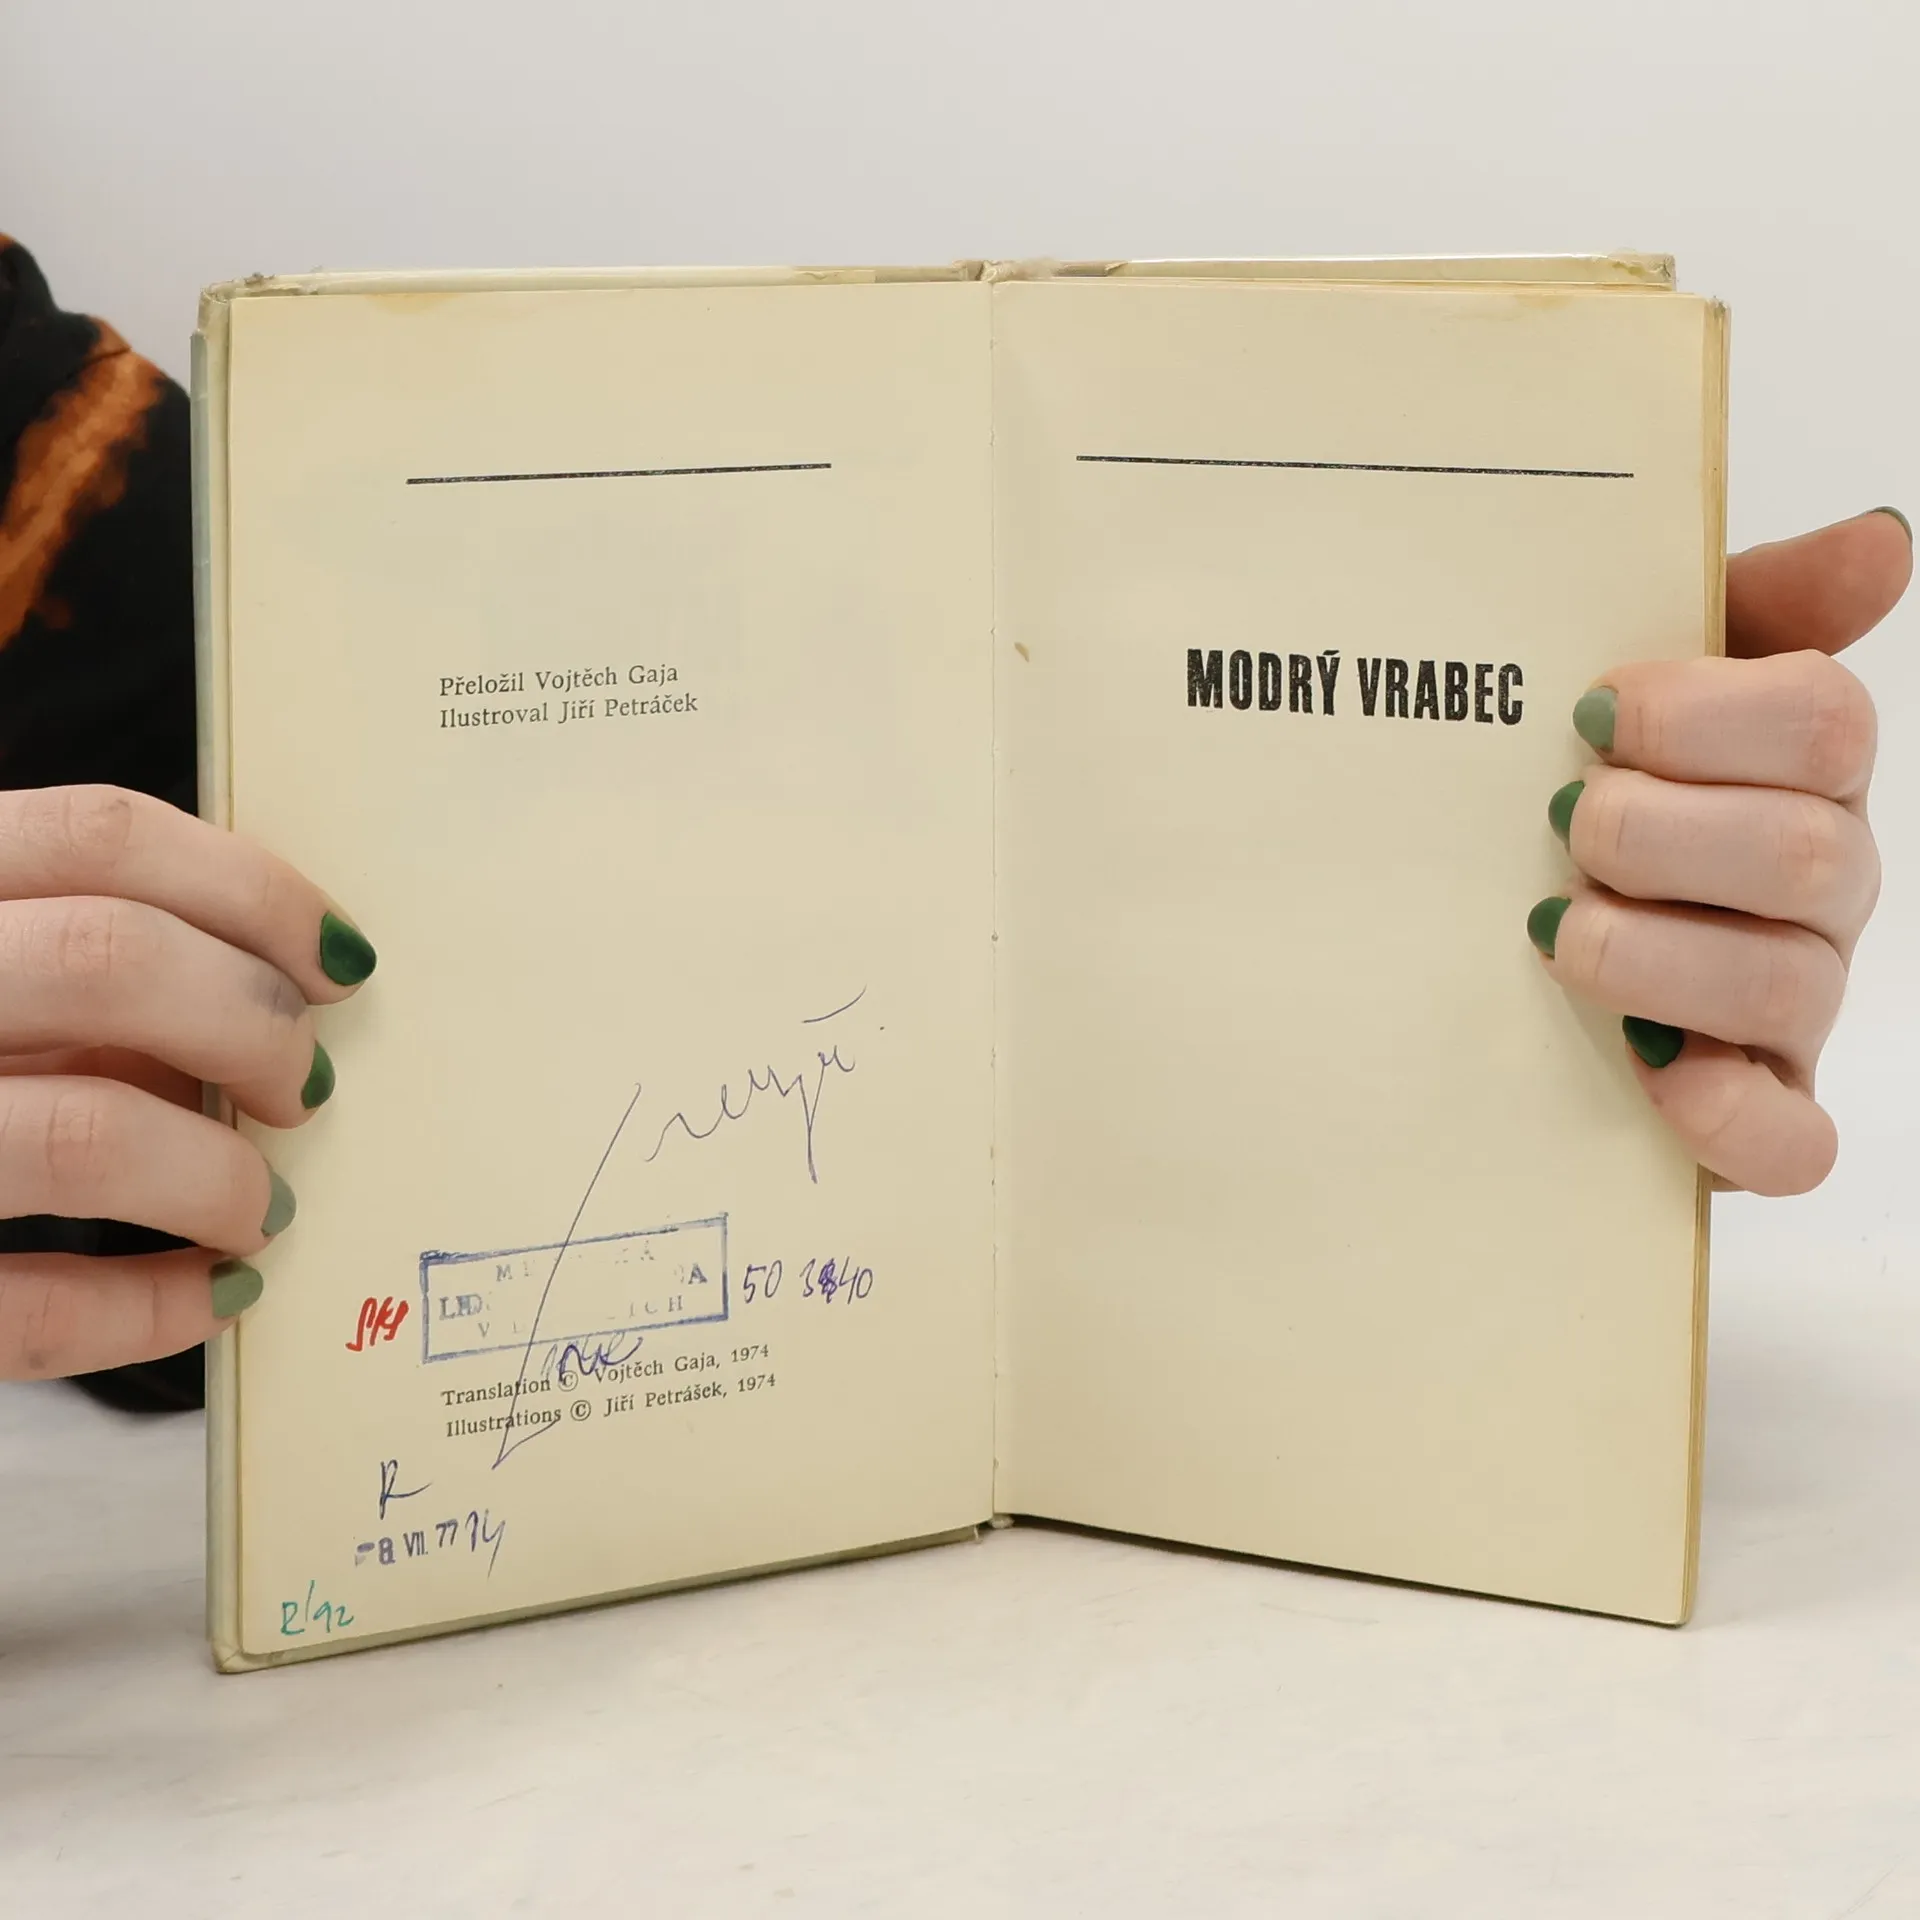 Přeložil Vojtěch Gaja
Ilustroval Jiří Petráček
50 3840
Translation © Vojtěch Gaja, 1974
Illustrations © Jiří Petrášek, 1974
R
-8. VII. 77 14
R/92
MODRÝ VRABEC